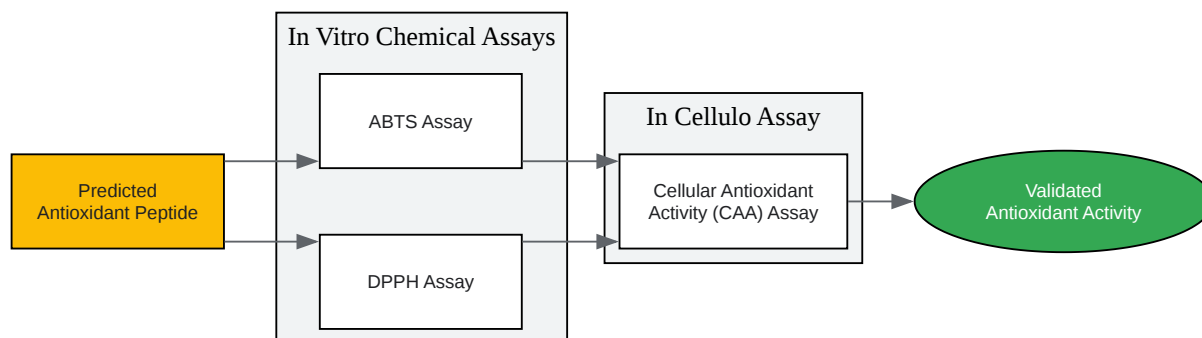 In Vitro Chemical Assays
ABTS Assay
In Cellulo Assay
Predicted
Antioxidant Peptide
Cellular Antioxidant
Activity (CAA) Assay
Validated
Antioxidant Activity
DPPH Assay